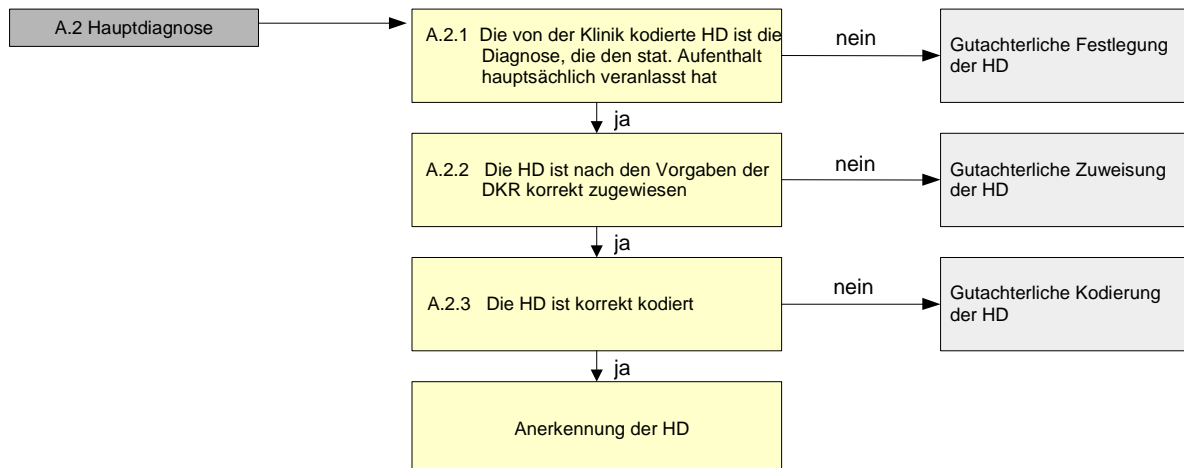 A.2 Hauptdiagnose
A.2.1 Die von der Klinik kodierte HD ist die
Diagnose, die den stat. Aufenthalt
hauptsächlich veranlasst hat
nein
Gutachterliche Festlegung
der HD
ja
A.2.2 Die HD ist nach den Vorgaben der
DKR korrekt zugewiesen
nein
Gutachterliche Zuweisung
der HD
ja
A.2.3 Die HD ist korrekt kodiert
nein
Gutachterliche Kodierung
der HD
ja
Anerkennung der HD